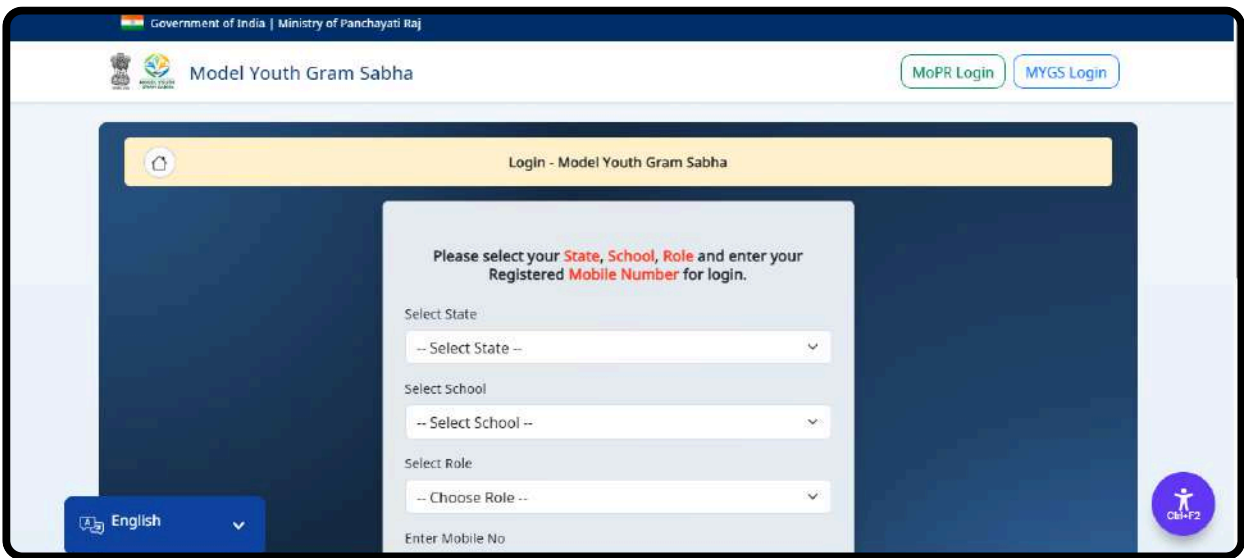 Government of India | Ministry of Panchayati Raj
Model Youth Gram Sabha
MoPR Login
MYGS Login
Login - Model Youth Gram Sabha
Please select your State, School, Role and enter your
Registered Mobile Number for login.
Select State
-- Select State --
Select School
-- Select School --
Select Role
-- Choose Role --
Enter Mobile No
English
Ctrl+F2